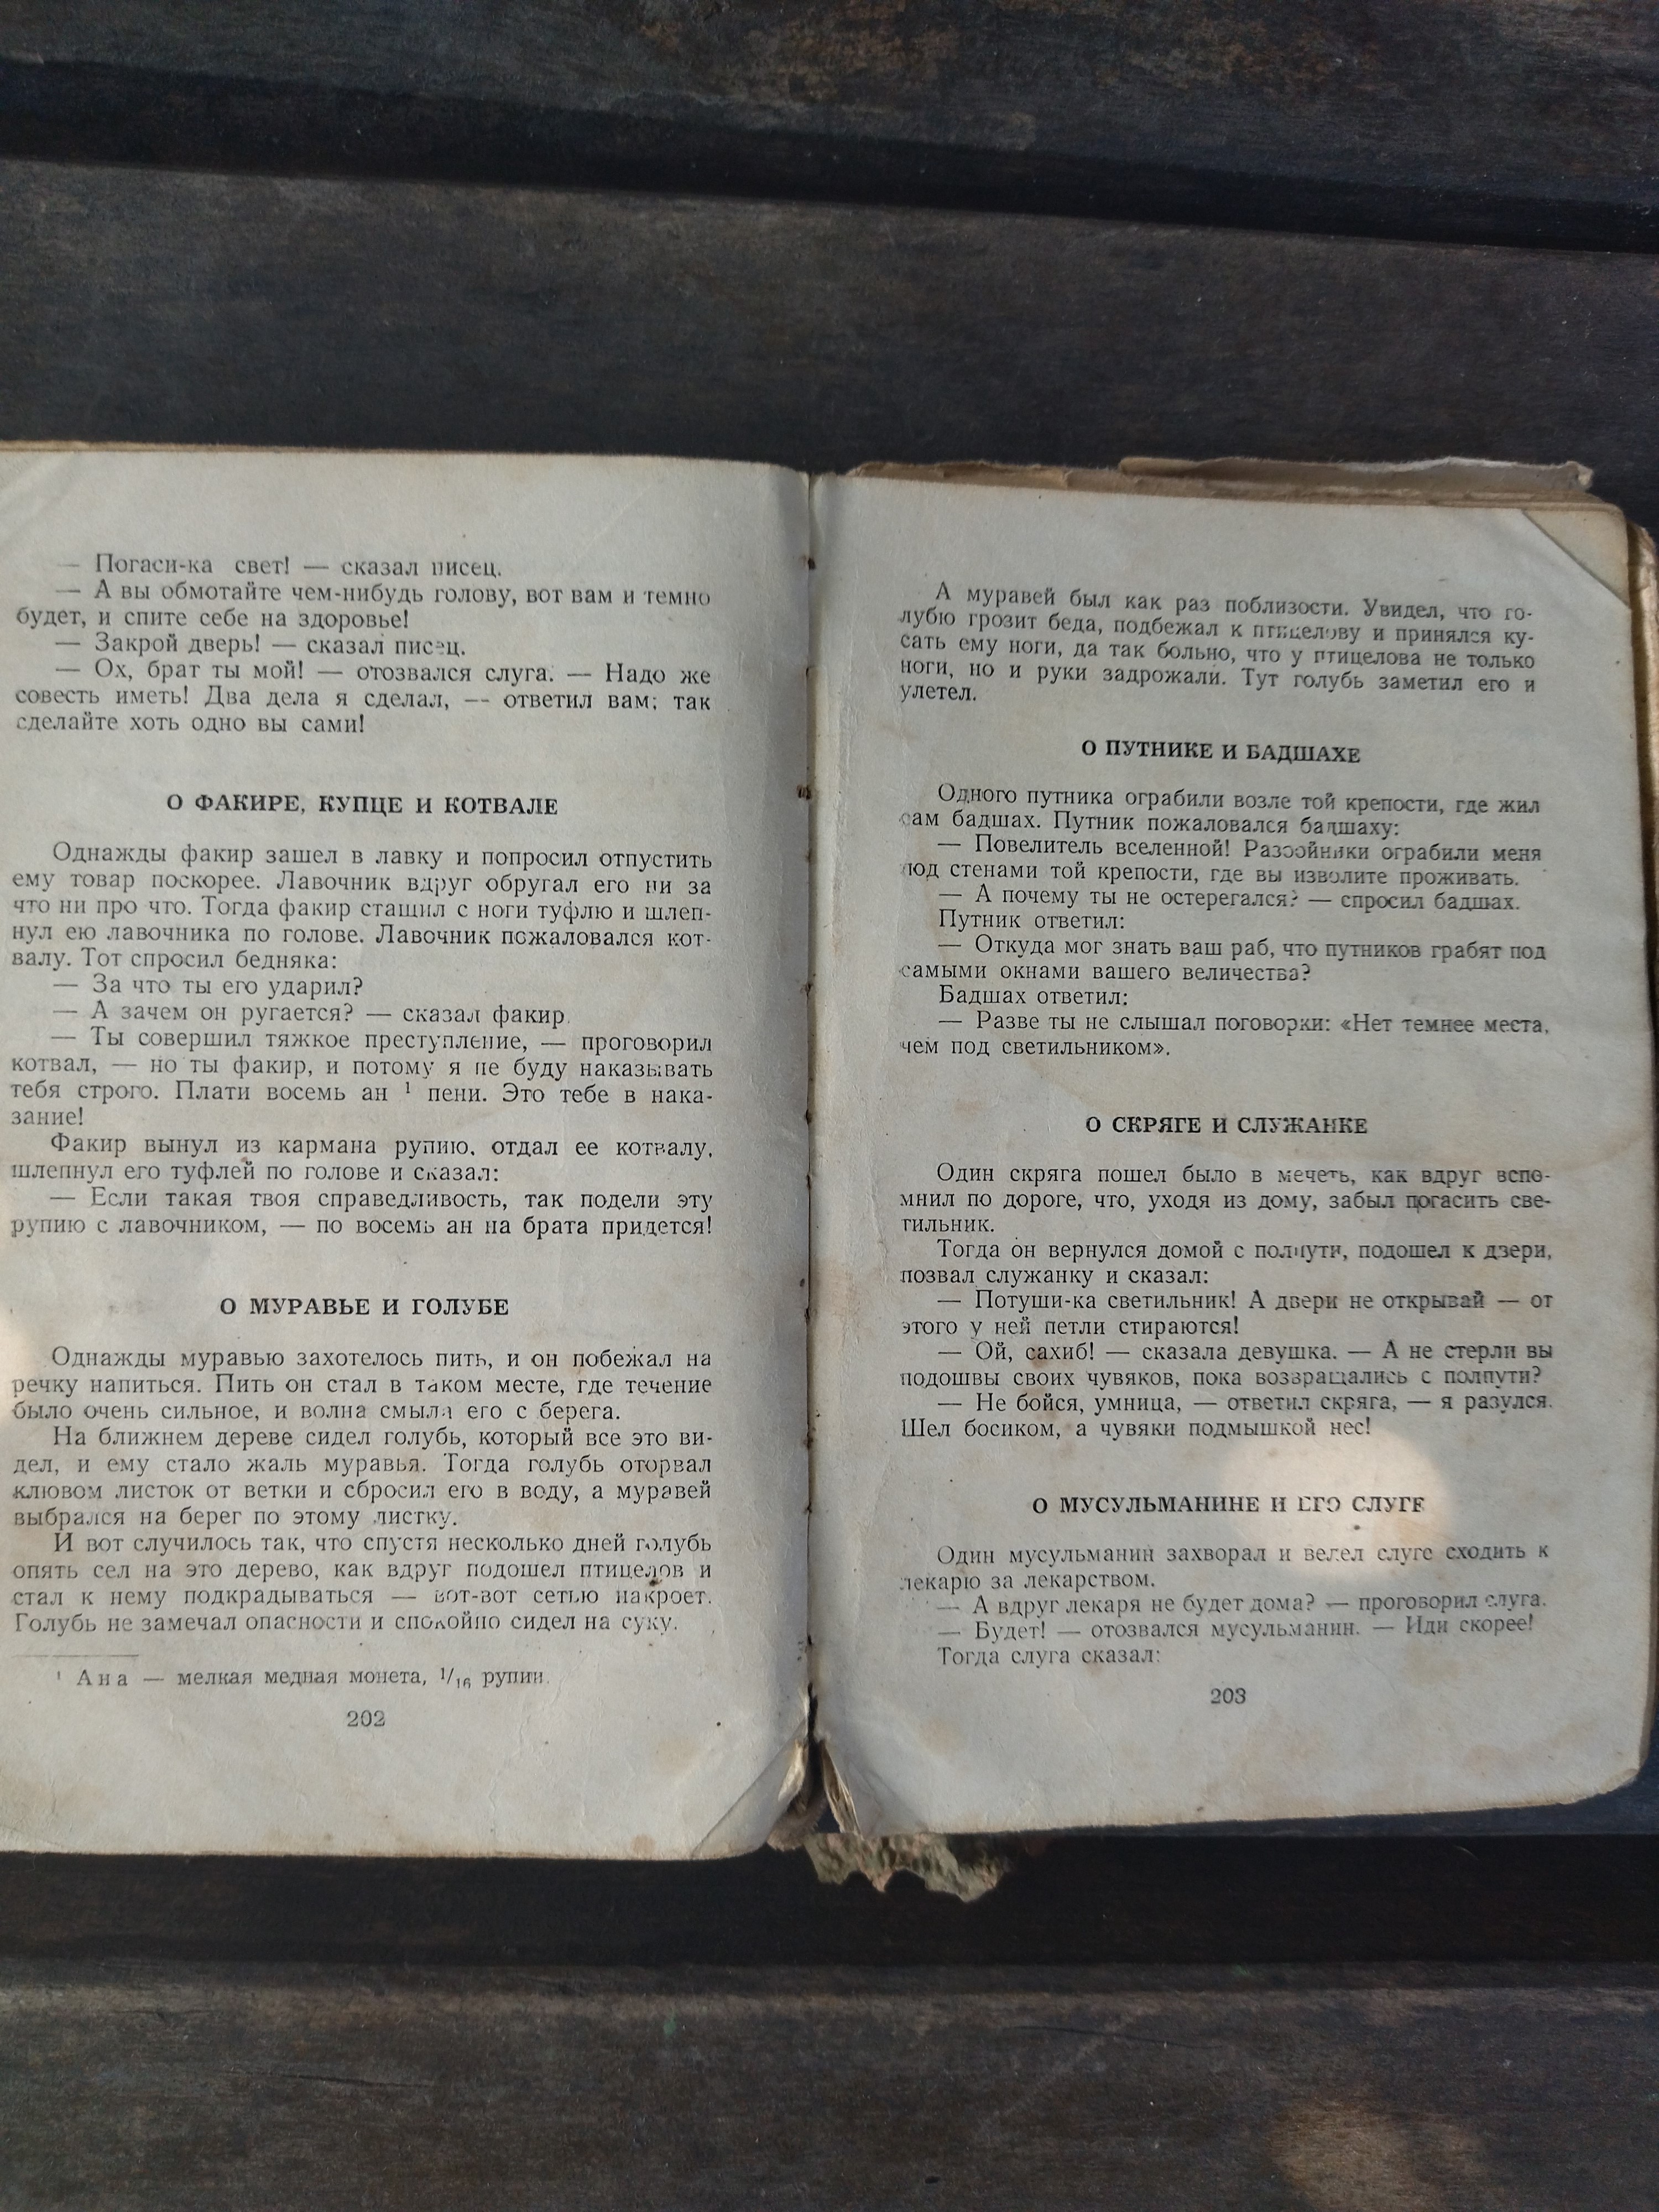 — Погаси-ка свет! — сказал писец.
— А вы обмотайте чем-нибудь голову, вот вам и темно
будет, и спите себе на здоровье!
— Закрой дверь! — сказал писец.
— Ох, брат ты мой! — отозвался слуга. — Надо же
совесть иметь! Два дела я сделал, — ответил вам; так
сделайте хоть одно вы сами!
О ФАКИРЕ, КУПЦЕ И КОТВАЛЕ
Однажды факир зашел в лавку и попросил отпустить
ему товар поскорее. Лавочник вдруг обругал его ни за
что ни про что. Тогда факир стащил с ноги туфлю и шлеп-
нул ею лавочника по голове. Лавочник пожаловался кот-
валу. Тот спросил бедняка:
— За что ты его ударил?
— А зачем он ругается? — сказал факир.
— Ты совершил тяжкое преступление, — проговорил
котвал, — но ты факир, и потому я не буду наказывать
тебя строго. Плати восемь ан ¹ пени. Это тебе в нака-
зание!
Факир вынул из кармана рупию, отдал ее котвалу,
шлепнул его туфлей по голове и сказал:
— Если такая твоя справедливость, так подели эту
рупию с лавочником, — по восемь ан на брата придется!
О МУРАВЬЕ И ГОЛУБЕ
Однажды муравью захотелось пить, и он побежал на
речку напиться. Пить он стал в таком месте, где течение
было очень сильное, и волна смыла его с берега.
На ближнем дереве сидел голубь, который все это ви-
дел, и ему стало жаль муравья. Тогда голубь оторвал
клювом листок от ветки и сбросил его в воду, а муравей
выбрался на берег по этому листку.
И вот случилось так, что спустя несколько дней голубь
опять сел на это дерево, как вдруг подошел птицелов и
стал к нему подкрадываться — вот-вот сетью накроет.
Голубь не замечал опасности и спокойно сидел на суку.
¹ Ана — мелкая медная монета, 1/16 рупии.
202
А муравей был как раз поблизости. Увидел, что го-
лубю грозит беда, подбежал к птицелову и принялся ку-
сать ему ноги, да так больно, что у птицелова не только
ноги, но и руки задрожали. Тут голубь заметил его и
улетел.
О ПУТНИКЕ И БАДШАХЕ
Одного путника ограбили возле той крепости, где жил
сам бадшах. Путник пожаловался бадшаху:
— Повелитель вселенной! Разбойники ограбили меня
под стенами той крепости, где вы изволите проживать.
— А почему ты не остерегался? — спросил бадшах.
Путник ответил:
— Откуда мог знать ваш раб, что путников грабят под
самыми окнами вашего величества?
Бадшах ответил:
— Разве ты не слышал поговорки: «Нет темнее места,
чем под светильником».
О СКРЯГЕ И СЛУЖАНКЕ
Один скряга пошел было в мечеть, как вдруг вспо-
мнил по дороге, что, уходя из дому, забыл погасить све-
тильник.
Тогда он вернулся домой с полпути, подошел к двери,
позвал служанку и сказал:
— Потуши-ка светильник! А двери не открывай — от
этого у ней петли стираются!
— Ой, сахиб! — сказала девушка. — А не стерли вы
подошвы своих чувяков, пока возвращались с полпути?
— Не бойся, умница, — ответил скряга, — я разулся.
Шел босиком, а чувяки подмышкой нес!
О МУСУЛЬМАНИНЕ И ЕГО СЛУГЕ
Один мусульманин захворал и велел слуге сходить к
лекарю за лекарством.
— А вдруг лекаря не будет дома? — проговорил слуга.
— Будет! — отозвался мусульманин. — Иди скорее!
Тогда слуга сказал:
203